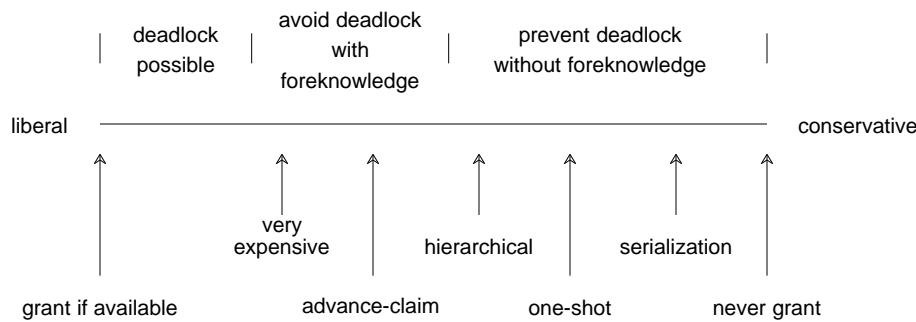 deadlock
possible
avoid deadlock
with
foreknowledge
prevent deadlock
without foreknowledge
liberal
conservative
very
expensive
hierarchical
serialization
grant if available
advance-claim
one-shot
never grant